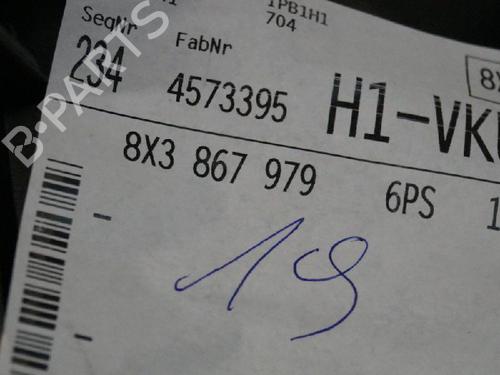 1PB1H1
704
SeqNr FabNr
234 4573395 H1-VK
8X
8X3 867 979 6PS 1
19
B-PARTS